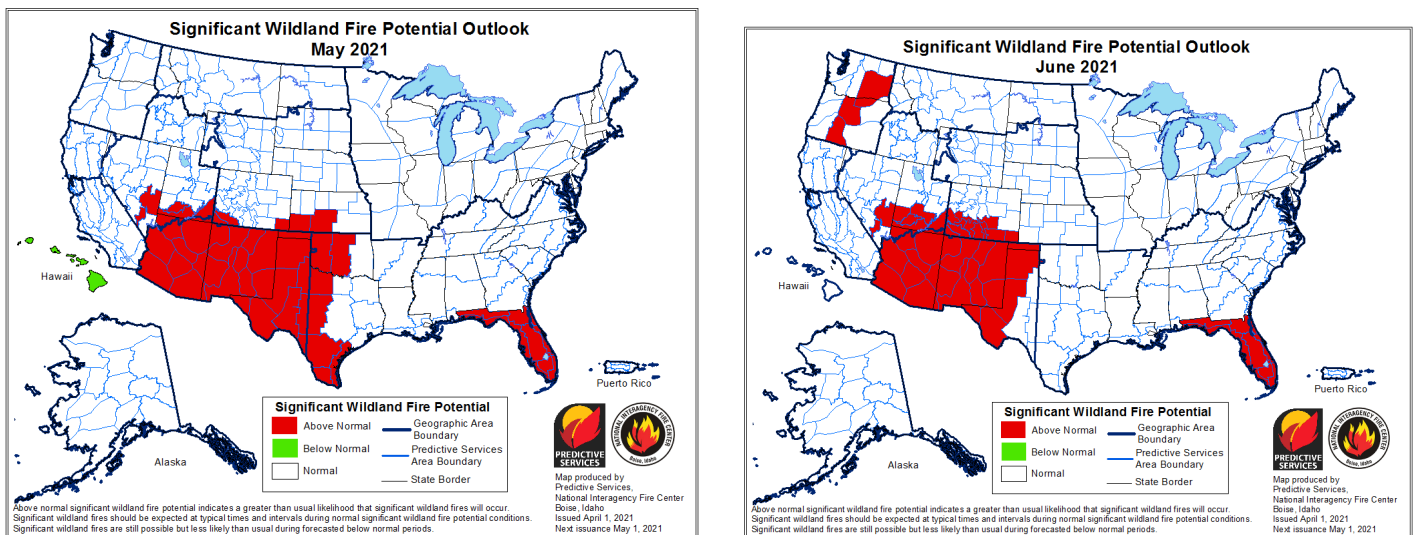 Significant Wildland Fire Potential Outlook
May 2021
Hawaii
Alaska
Puerto Rico
Significant Wildland Fire Potential
Above Normal
Below Normal
Normal
Geographic Area
Boundary
Predictive Services
Area Boundary
State Border
PREDICTIVE
SERVICES
NATIONAL INTERAGENCY FIRE CENTER
Boise, Idaho
Map produced by
Predictive Services,
National Interagency Fire Center
Boise, Idaho
Issued April 1, 2021
Next issuance May 1, 2021
Above normal significant wildland fire potential indicates a greater than usual likelihood that significant wildland fires will occur.
Significant wildland fires should be expected at typical times and intervals during normal significant wildland fire potential conditions.
Significant wildland fires are still possible but less likely than usual during forecasted below normal periods.
Significant Wildland Fire Potential Outlook
June 2021
Hawaii
Alaska
Puerto Rico
Significant Wildland Fire Potential
Above Normal
Below Normal
Normal
Geographic Area
Boundary
Predictive Services
Area Boundary
State Border
PREDICTIVE
SERVICES
NATIONAL INTERAGENCY FIRE CENTER
Boise, Idaho
Map produced by
Predictive Services,
National Interagency Fire Center
Boise, Idaho
Issued April 1, 2021
Next issuance May 1, 2021
Above normal significant wildland fire potential indicates a greater than usual likelihood that significant wildland fires will occur.
Significant wildland fires should be expected at typical times and intervals during normal significant wildland fire potential conditions.
Significant wildland fires are still possible but less likely than usual during forecasted below normal periods.